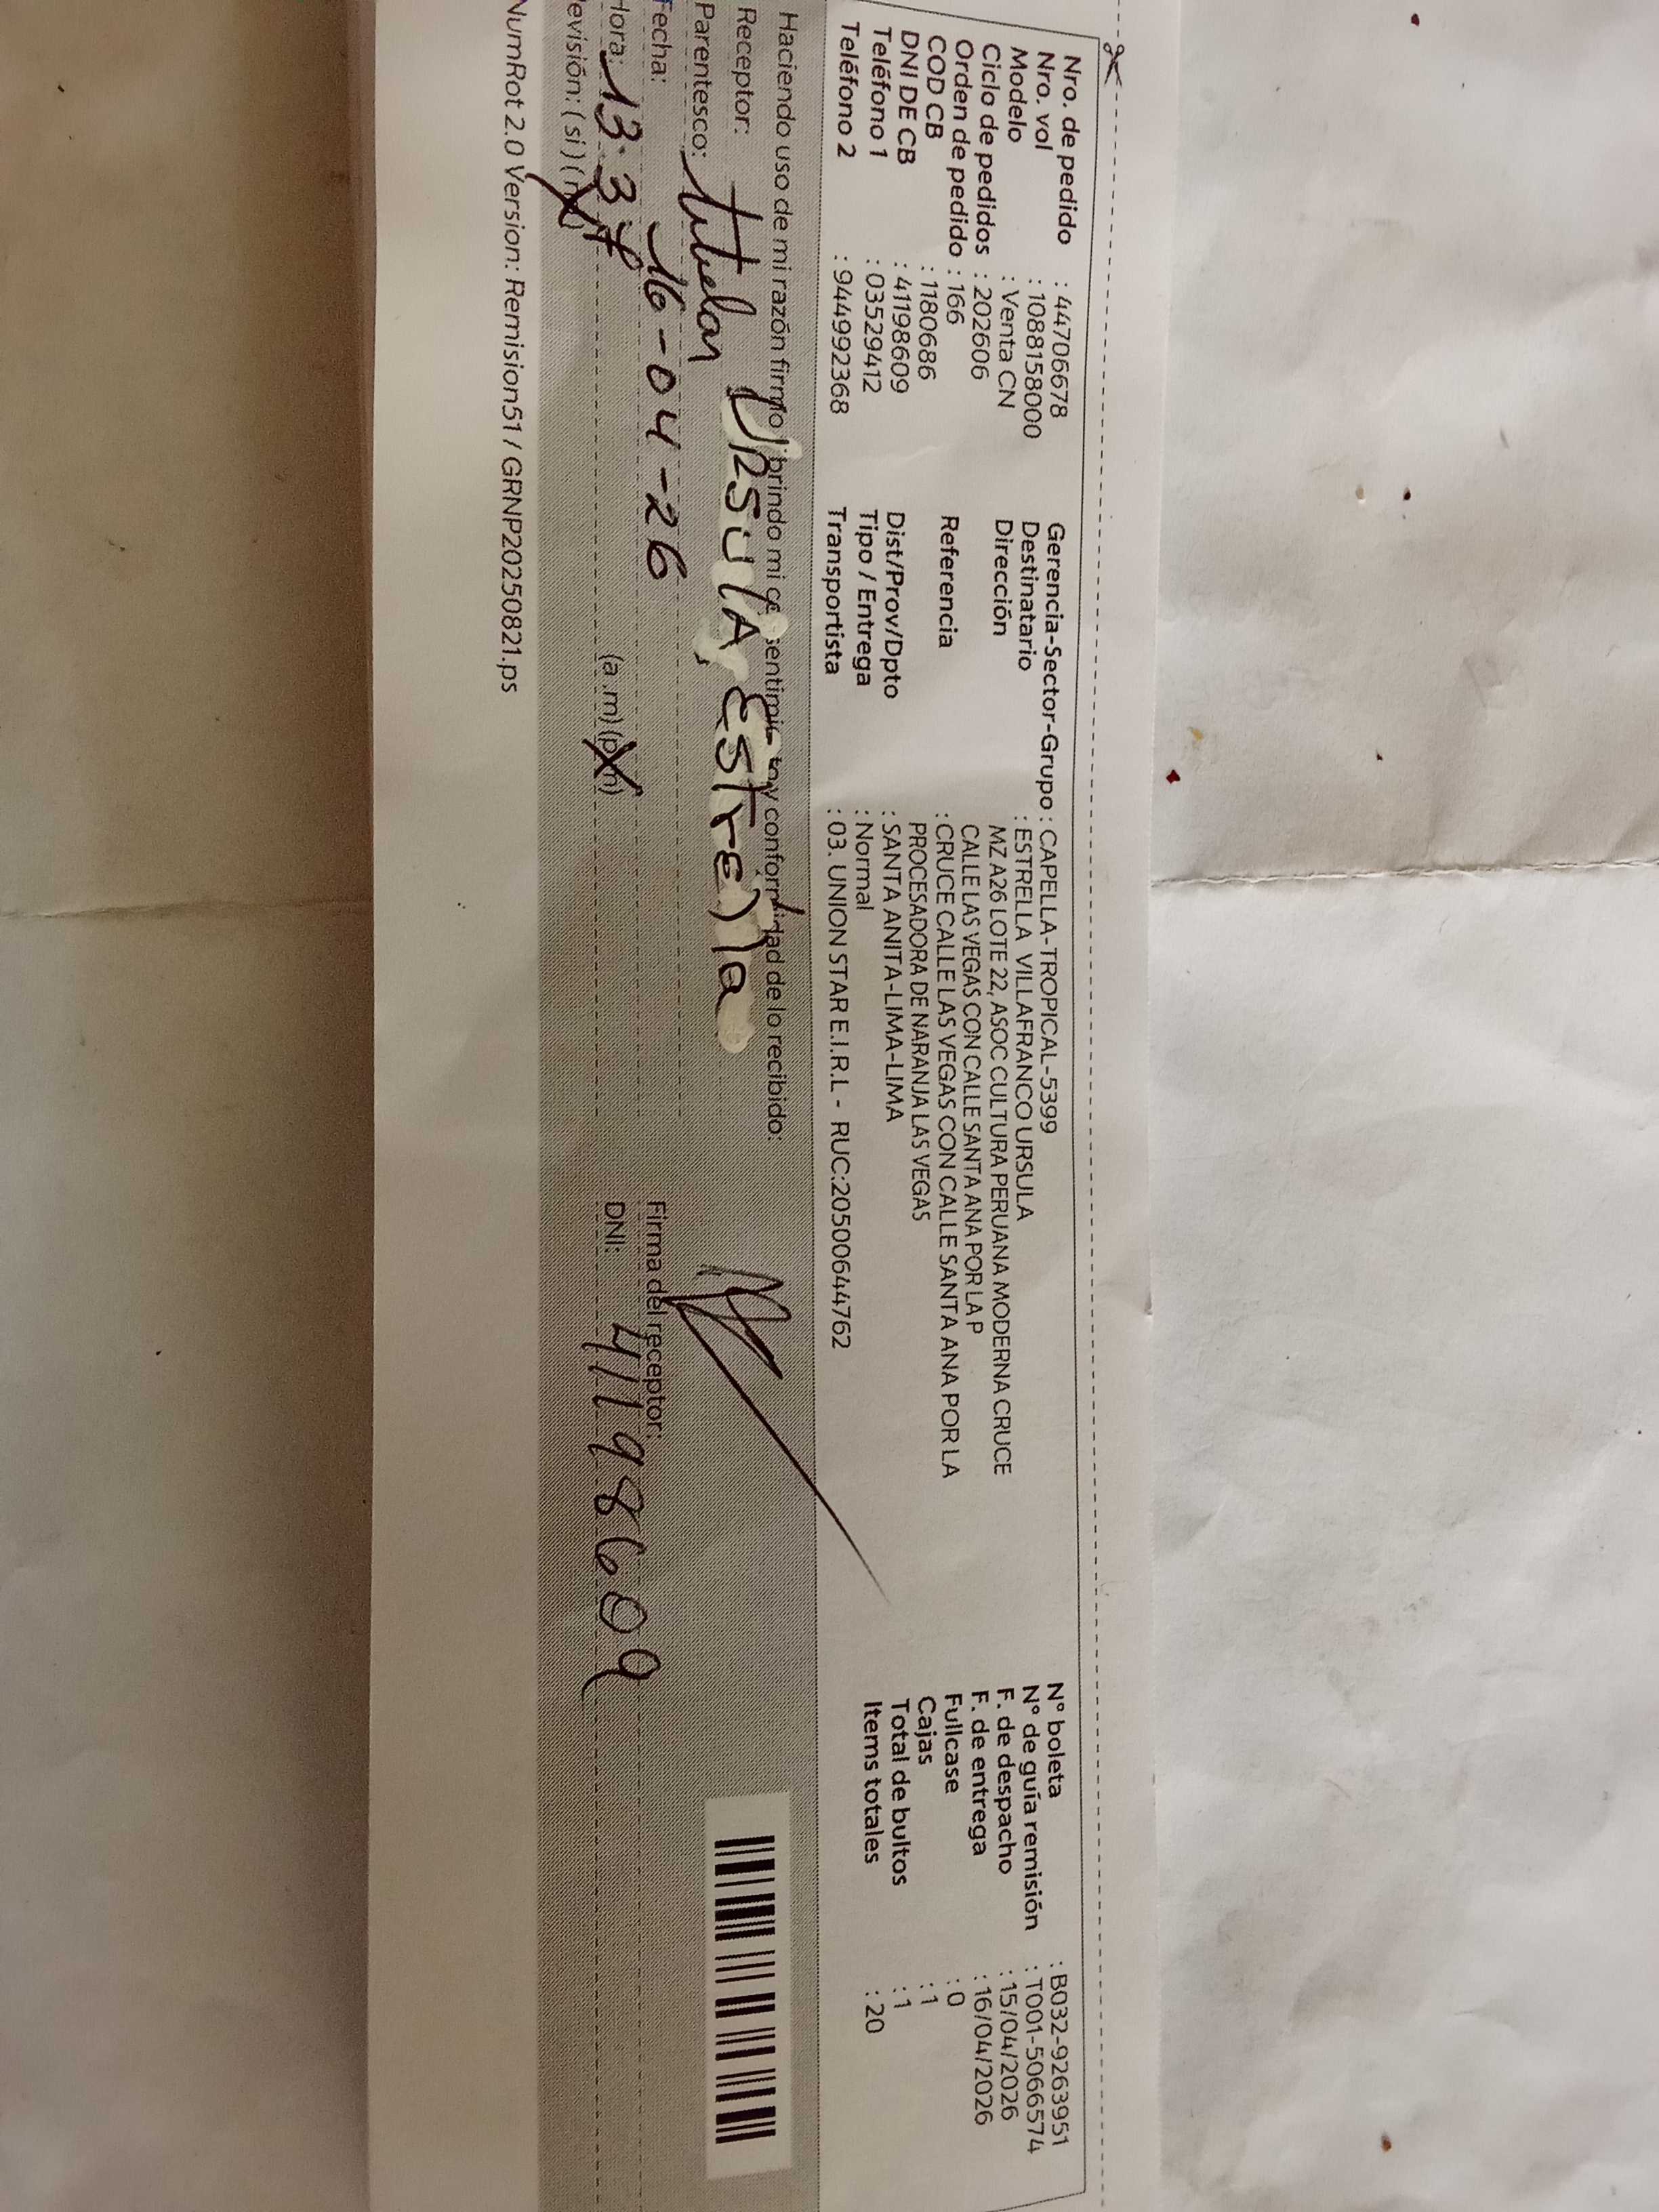 Nro. de pedido : 44706678
Nro. vol : 1088158000
Modelo : Venta CN
Ciclo de pedidos : 202606
Orden de pedido : 166
COD CB : 1180686
DNI DE CB : 41198609
Teléfono 1 : 03529412
Teléfono 2 : 944992368
Gerencia-Sector-Grupo : CAPELLA-TROPICAL-5399
Destinatario : ESTRELLA VILLAFRANCO URSULA
Dirección MZ A26 LOTE 22, ASOC CULTURA PERUANA MODERNA CRUCE
CALLE LAS VEGAS CON CALLE SANTA ANA POR LA P
Referencia : CRUCE CALLE LAS VEGAS CON CALLE SANTA ANA POR LA
PROCESADORA DE NARANJA LAS VEGAS
Dist/Prov/Dpto : SANTA ANITA-LIMA-LIMA
Tipo / Entrega : Normal
Transportista : 03. UNION STAR E.I.R.L - RUC:20500644762
N° boleta : B032-9263951
N° de guía remisión : T001-5066574
F. de despacho : 15/04/2026
F. de entrega : 16/04/2026
Fullcase : 0
Cajas : 1
Total de bultos : 1
Items totales : 20
Haciendo uso de mi razón firmo brindo mi conformidad de lo recibido:
Receptor: URSULA, Estrella
Parentesco: titular
Fecha: 16-04-26
Hora: 13:37 (a.m) (pm)
evisión: ( si )
Firma del receptor:
DNI: 41198609
NumRot 2.0 Version: Remision51 / GRNP20250821.ps